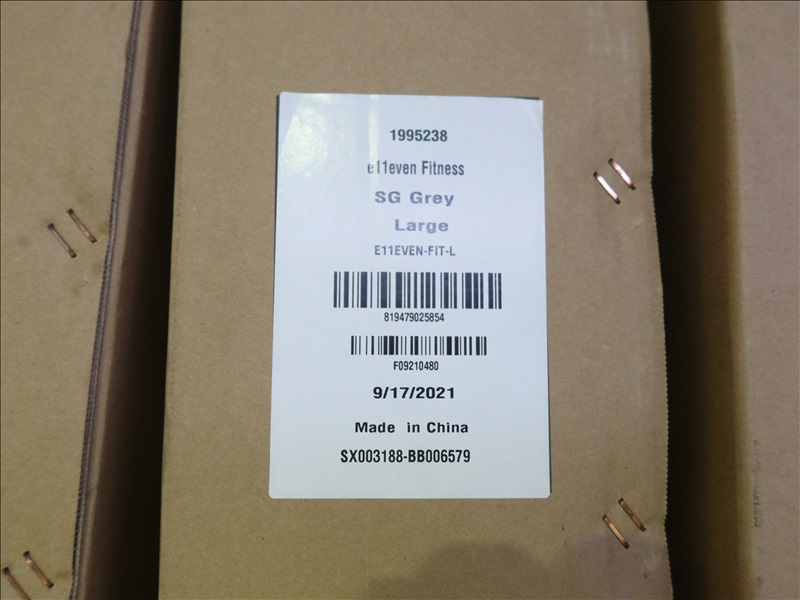 1995238
e11even Fitness
SG Grey
Large
E11EVEN-FIT-L
819479025854
F09210480
9/17/2021
Made in China
SX003188-BB006579